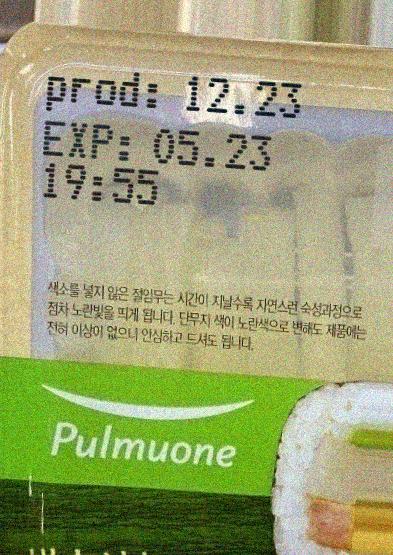 prod: 12.23
EXP: 05.23
19:55
색소를 넣지 않은 절임무는 시간이 지날수록 자연스런 숙성과정으로
점차 노란빛을 띠게 됩니다. 단무지 색이 노란색으로 변해도 제품에는
전혀 이상이 없으니 안심하고 드셔도 됩니다.
Pulmuone